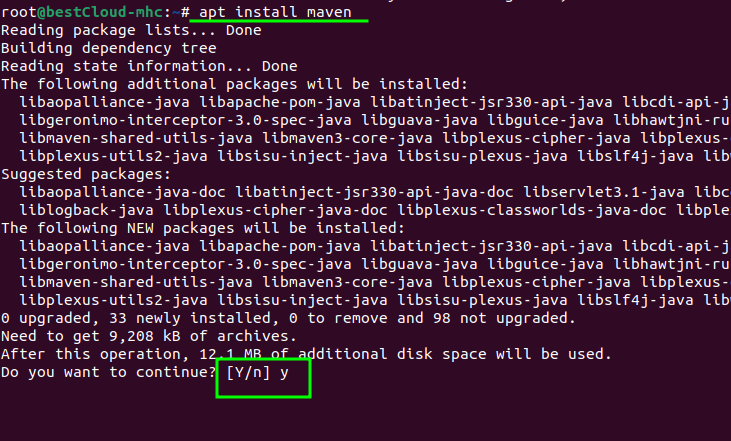 root@bestCloud-mhc:~# apt install maven
Reading package lists... Done
Building dependency tree
Reading state information... Done
The following additional packages will be installed:
  libaopalliance-java libapache-pom-java libatinject-jsr330-api-java libcdi-api-j
  libgeronimo-interceptor-3.0-spec-java libguava-java libguice-java libhawtjni-ru
  libmaven-shared-utils-java libmaven3-core-java libplexus-cipher-java libplexus-
  libplexus-utils2-java libsisu-inject-java libsisu-plexus-java libslf4j-java lib
Suggested packages:
  libaopalliance-java-doc libatinject-jsr330-api-java-doc libservlet3.1-java libc
  liblogback-java libplexus-cipher-java-doc libplexus-classworlds-java-doc libple
The following NEW packages will be installed:
  libaopalliance-java libapache-pom-java libatinject-jsr330-api-java libcdi-api-j
  libgeronimo-interceptor-3.0-spec-java libguava-java libguice-java libhawtjni-ru
  libmaven-shared-utils-java libmaven3-core-java libplexus-cipher-java libplexus-
  libplexus-utils2-java libsisu-inject-java libsisu-plexus-java libslf4j-java lib
0 upgraded, 33 newly installed, 0 to remove and 98 not upgraded.
Need to get 9,208 kB of archives.
After this operation, 12.1 MB of additional disk space will be used.
Do you want to continue? [Y/n] y